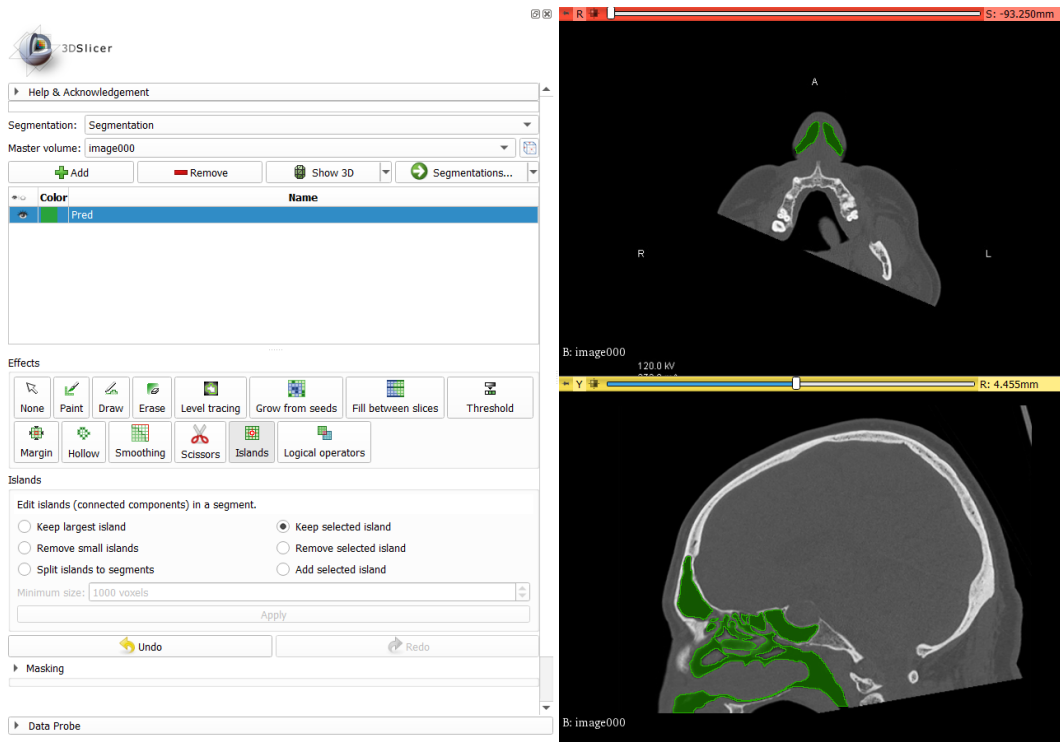 3DSlicer
Help & Acknowledgement
Segmentation: Segmentation
Master volume: image000
Add Remove Show 3D Segmentations...
Color Name
Pred
Effects
None Paint Draw Erase Level tracing Grow from seeds Fill between slices Threshold
Margin Hollow Smoothing Scissors Islands Logical operators
Islands
Edit islands (connected components) in a segment.
Keep largest island Keep selected island
Remove small islands Remove selected island
Split islands to segments Add selected island
Minimum size: 1000 voxels
Apply
Undo Redo
Masking
Data Probe
R S: -93.250mm
A
R L
B: image000
120.0 kV
Y R: 4.455mm
B: image000